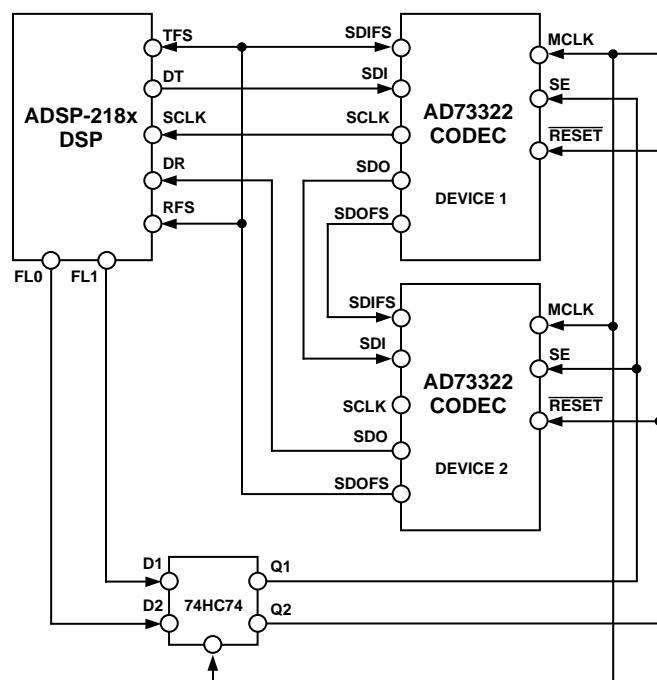 TFS
DT
SCLK
DR
RFS
ADSP-218x
DSP
FL0
FL1
SDIFS
SDI
SCLK
SDO
SDOFS
AD73322
CODEC
DEVICE 1
MCLK
SE
RESET
SDIFS
SDI
SCLK
SDO
SDOFS
AD73322
CODEC
DEVICE 2
MCLK
SE
RESET
D1
D2
74HC74
Q1
Q2